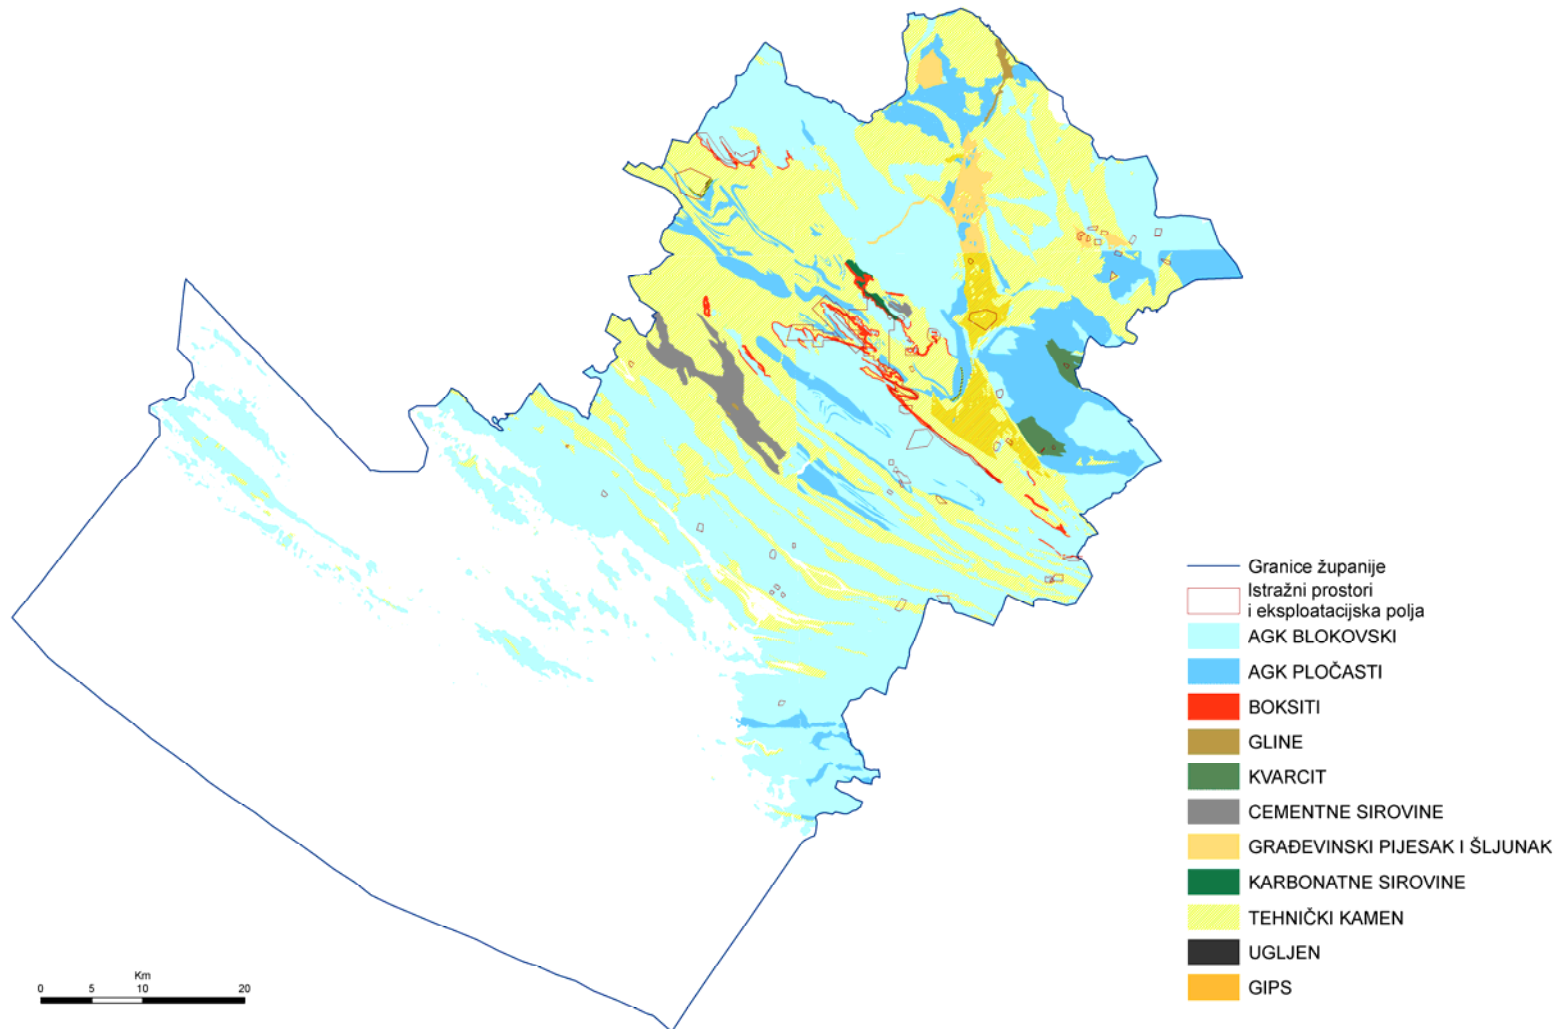 Granice županije
Istražni prostori
i eksploatacijska polja
AGK BLOKOVSKI
AGK PLOČASTI
BOKSITI
GLINE
KVARCIT
CEMENTNE SIROVINE
GRAĐEVINSKI PIJESAK I ŠLJUNAK
KARBONATNE SIROVINE
TEHNIČKI KAMEN
UGLJEN
GIPS
Km
0 5 10 20